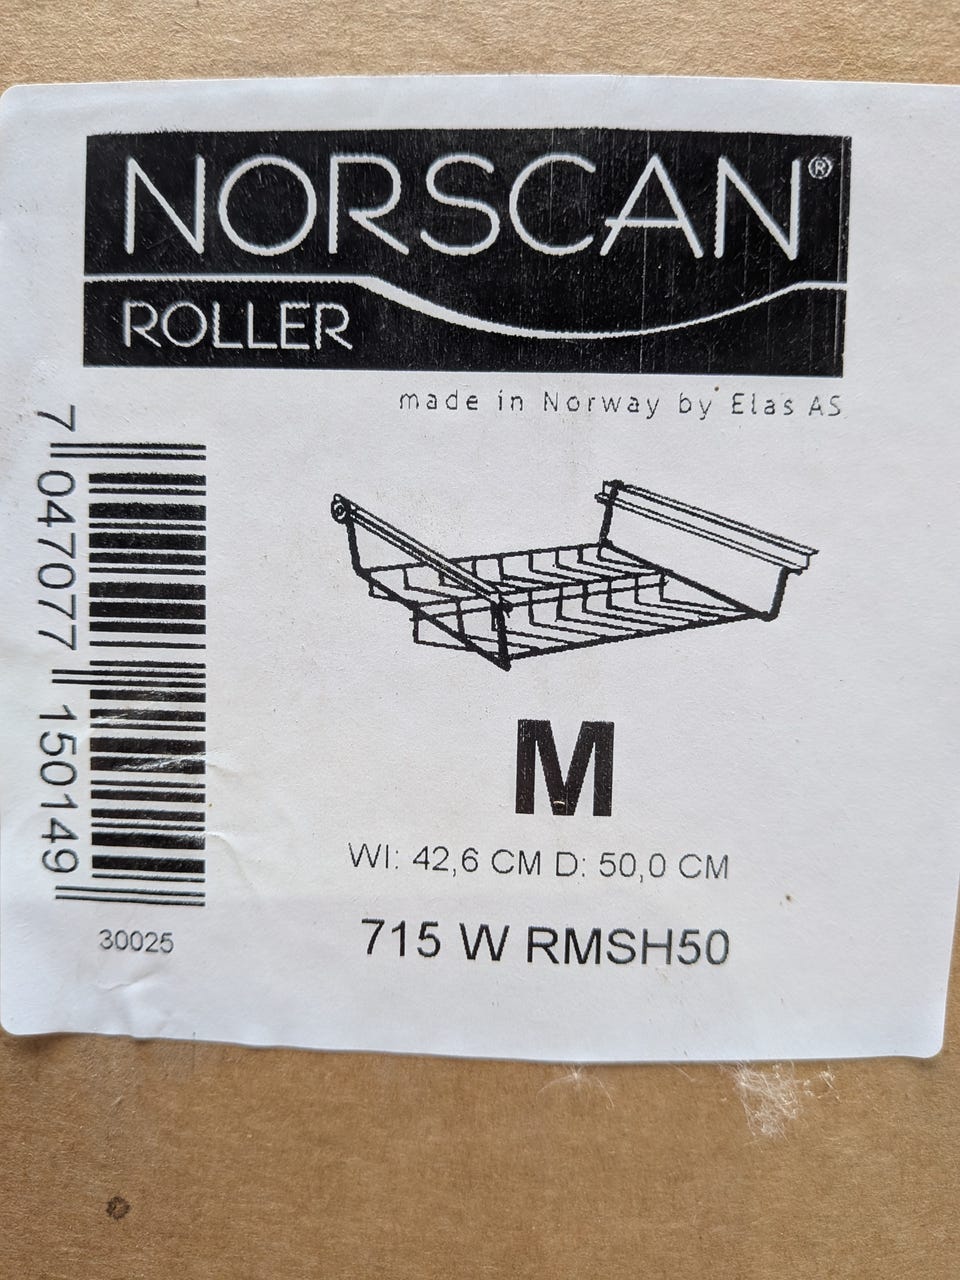 NORSCAN®
ROLLER
made in Norway by Elas AS
7 047077 150149
30025
M
WI: 42,6 CM D: 50,0 CM
715 W RMSH50